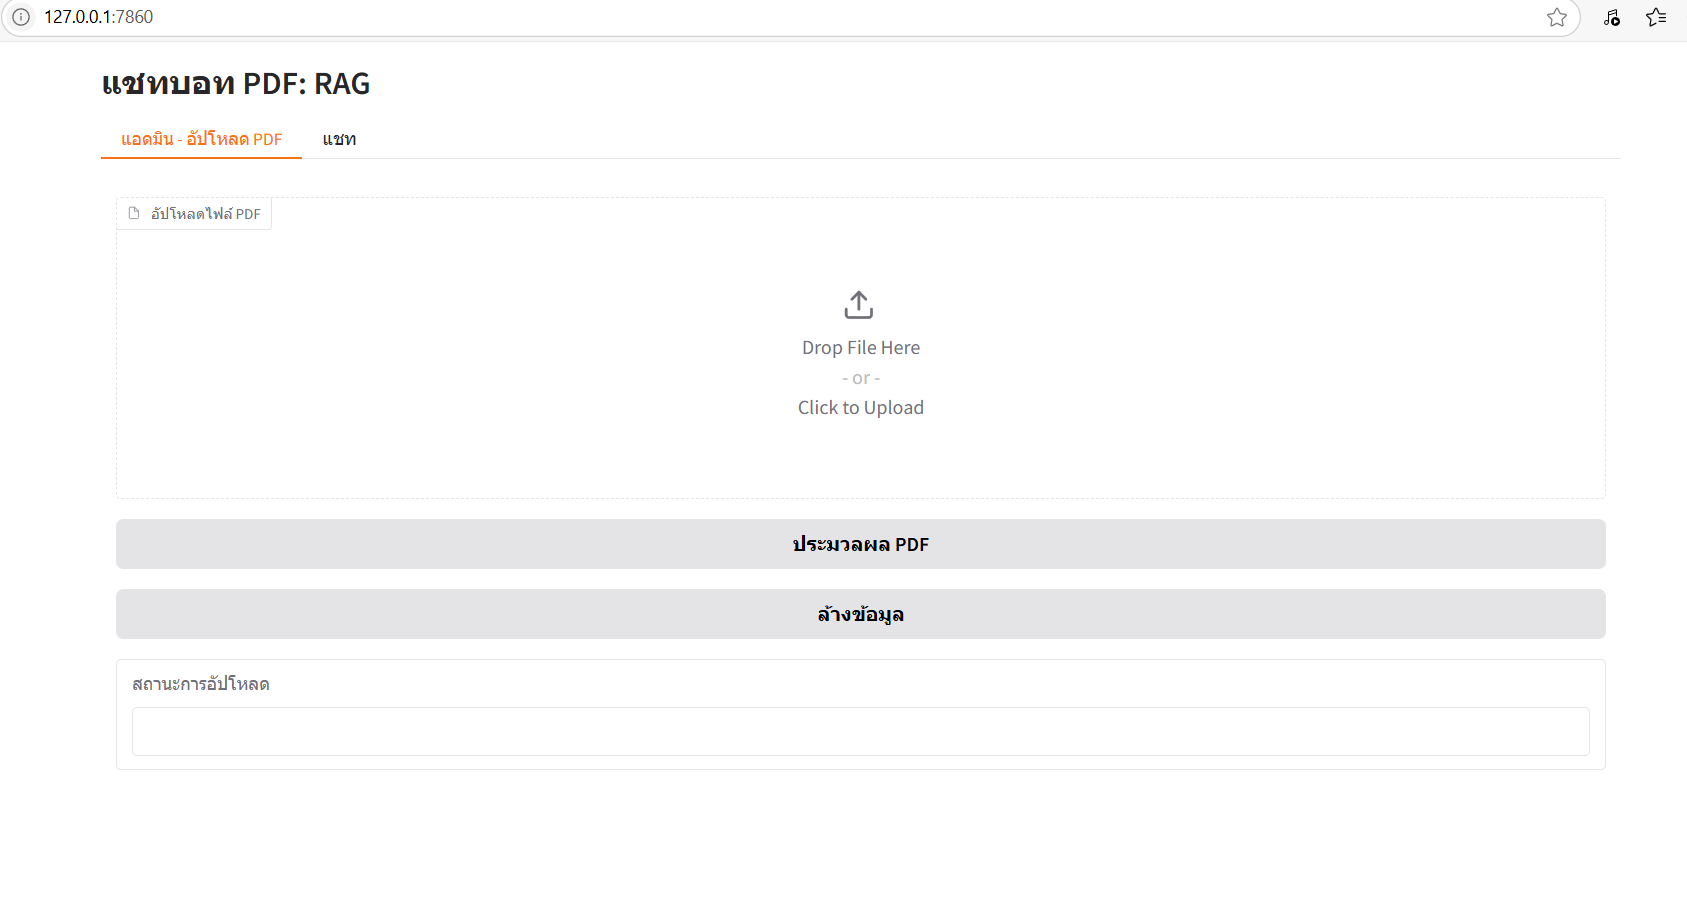 127.0.0.1:7860
แชทบอท PDF: RAG
แอดมิน - อัปโหลด PDF
แชท
อัปโหลดไฟล์ PDF
Drop File Here
- or -
Click to Upload
ประมวลผล PDF
ล้างข้อมูล
สถานะการอัปโหลด